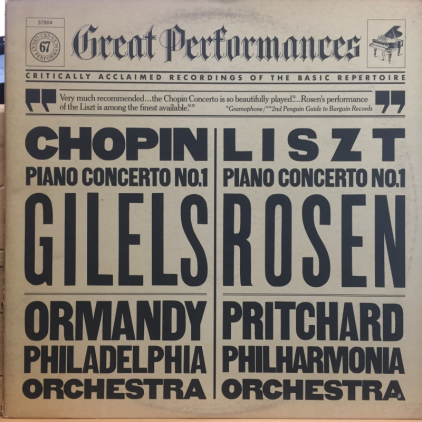 37804
67
Great Performances
CRITICALLY ACCLAIMED RECORDINGS OF THE BASIC REPERTOIRE
"Very much recommended...the Chopin Concerto is so beautifully played"*...Rosen's performance
of the Liszt is among the finest available."**
*Gramophone/**2nd Penguin Guide to Bargain Records
CHOPIN
PIANO CONCERTO NO.1
GILELS
ORMANDY
PHILADELPHIA
ORCHESTRA
LISZT
PIANO CONCERTO NO.1
ROSEN
PRITCHARD
PHILHARMONIA
ORCHESTRA